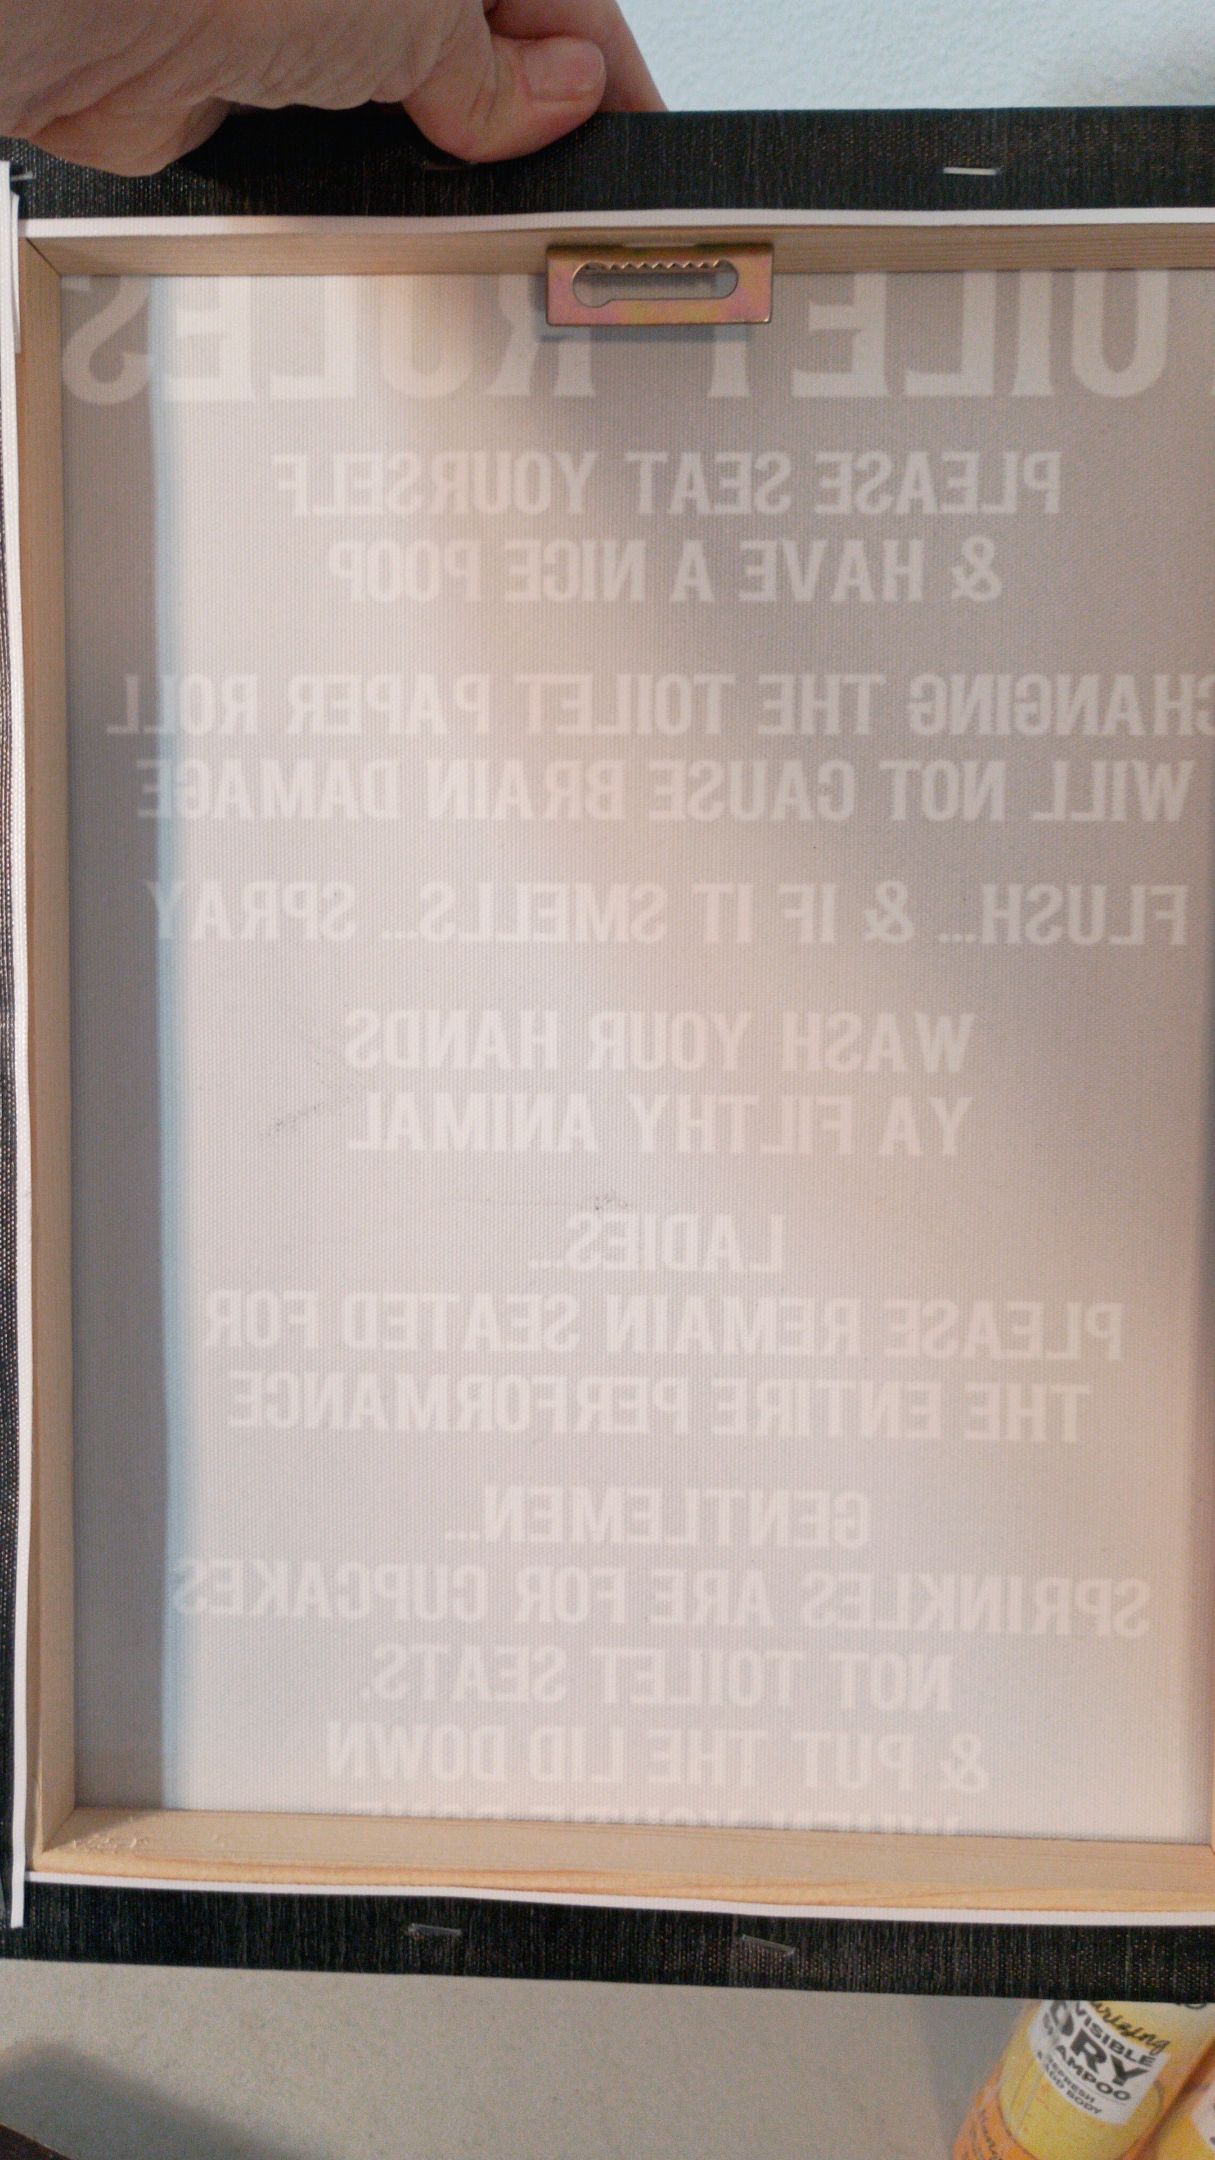 TOILET RULES
PLEASE SEAT YOURSELF
& HAVE A NICE POOP
CHANGING THE TOILET PAPER ROLL
WILL NOT CAUSE BRAIN DAMAGE
FLUSH... & IF IT SMELLS... SPRAY
WASH YOUR HANDS
YA FILTHY ANIMAL
LADIES...
PLEASE REMAIN SEATED FOR
THE ENTIRE PERFORMANCE
GENTLEMEN...
SPRINKLES ARE FOR CUPCAKES
NOT TOILET SEATS.
& PUT THE LID DOWN
DRY
SHAMPOO